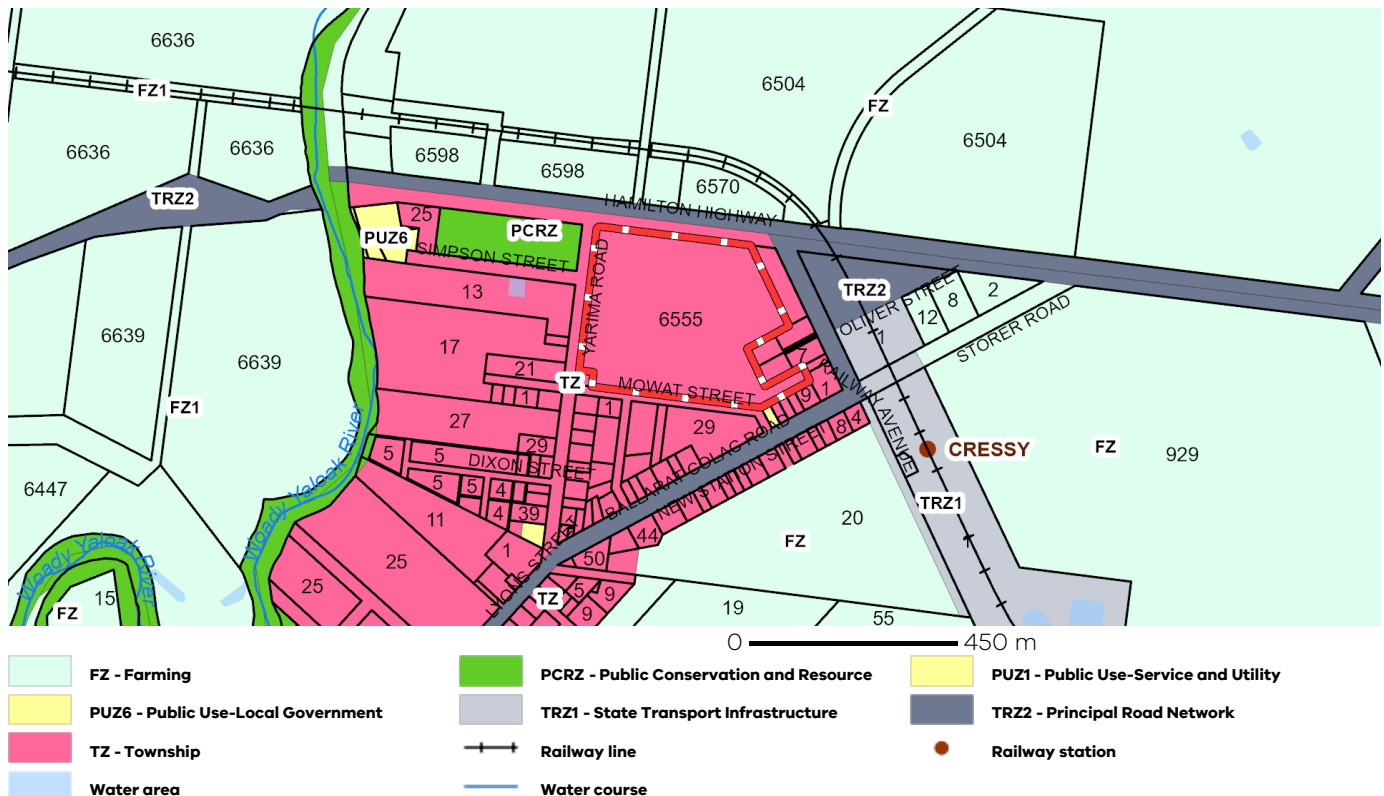 6636
6504
FZ1
FZ
6636
6636
6598
6598
6504
6570
TRZ2
HAMILTON HIGHWAY
25
PCRZ
PUZ6
SIMPSON STREET
YARIMA ROAD
13
TRZ2
OLIVER STREET
2
8
12
1
STORER ROAD
6555
6639
6639
17
7
RAILWAY AVENUE
21
TZ
MOWAT STREET
1
1
9
1
FZ1
27
29
4
8
5
5
29
DIXON STREET
BALLARAT-COLAC ROAD
NEW STATION STREET
CRESSY
FZ
929
6447
Woady Yaloak River
5
5
4
4
39
11
TRZ1
20
FZ
Woady Yaloak River
25
25
1
LYONS STREET
44
50
15
FZ
TZ
5
9
9
19
55
0 450 m
FZ - Farming
PCRZ - Public Conservation and Resource
PUZ1 - Public Use-Service and Utility
PUZ6 - Public Use-Local Government
TRZ1 - State Transport Infrastructure
TRZ2 - Principal Road Network
TZ - Township
Railway line
Railway station
Water area
Water course